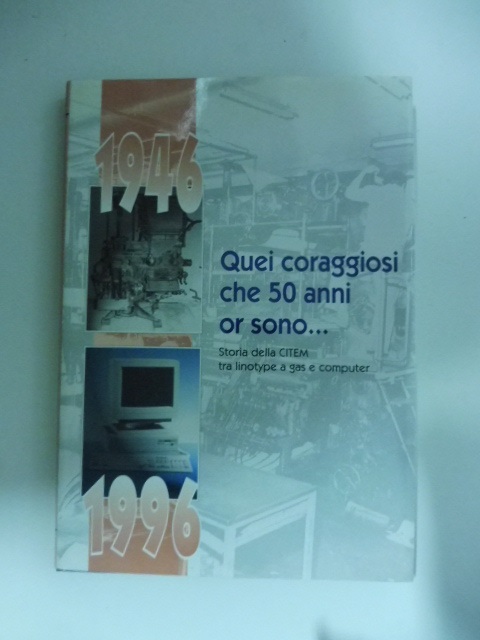 1946
Quei coraggiosi
che 50 anni
or sono...
Storia della CITEM
tra linotype a gas e computer
1996